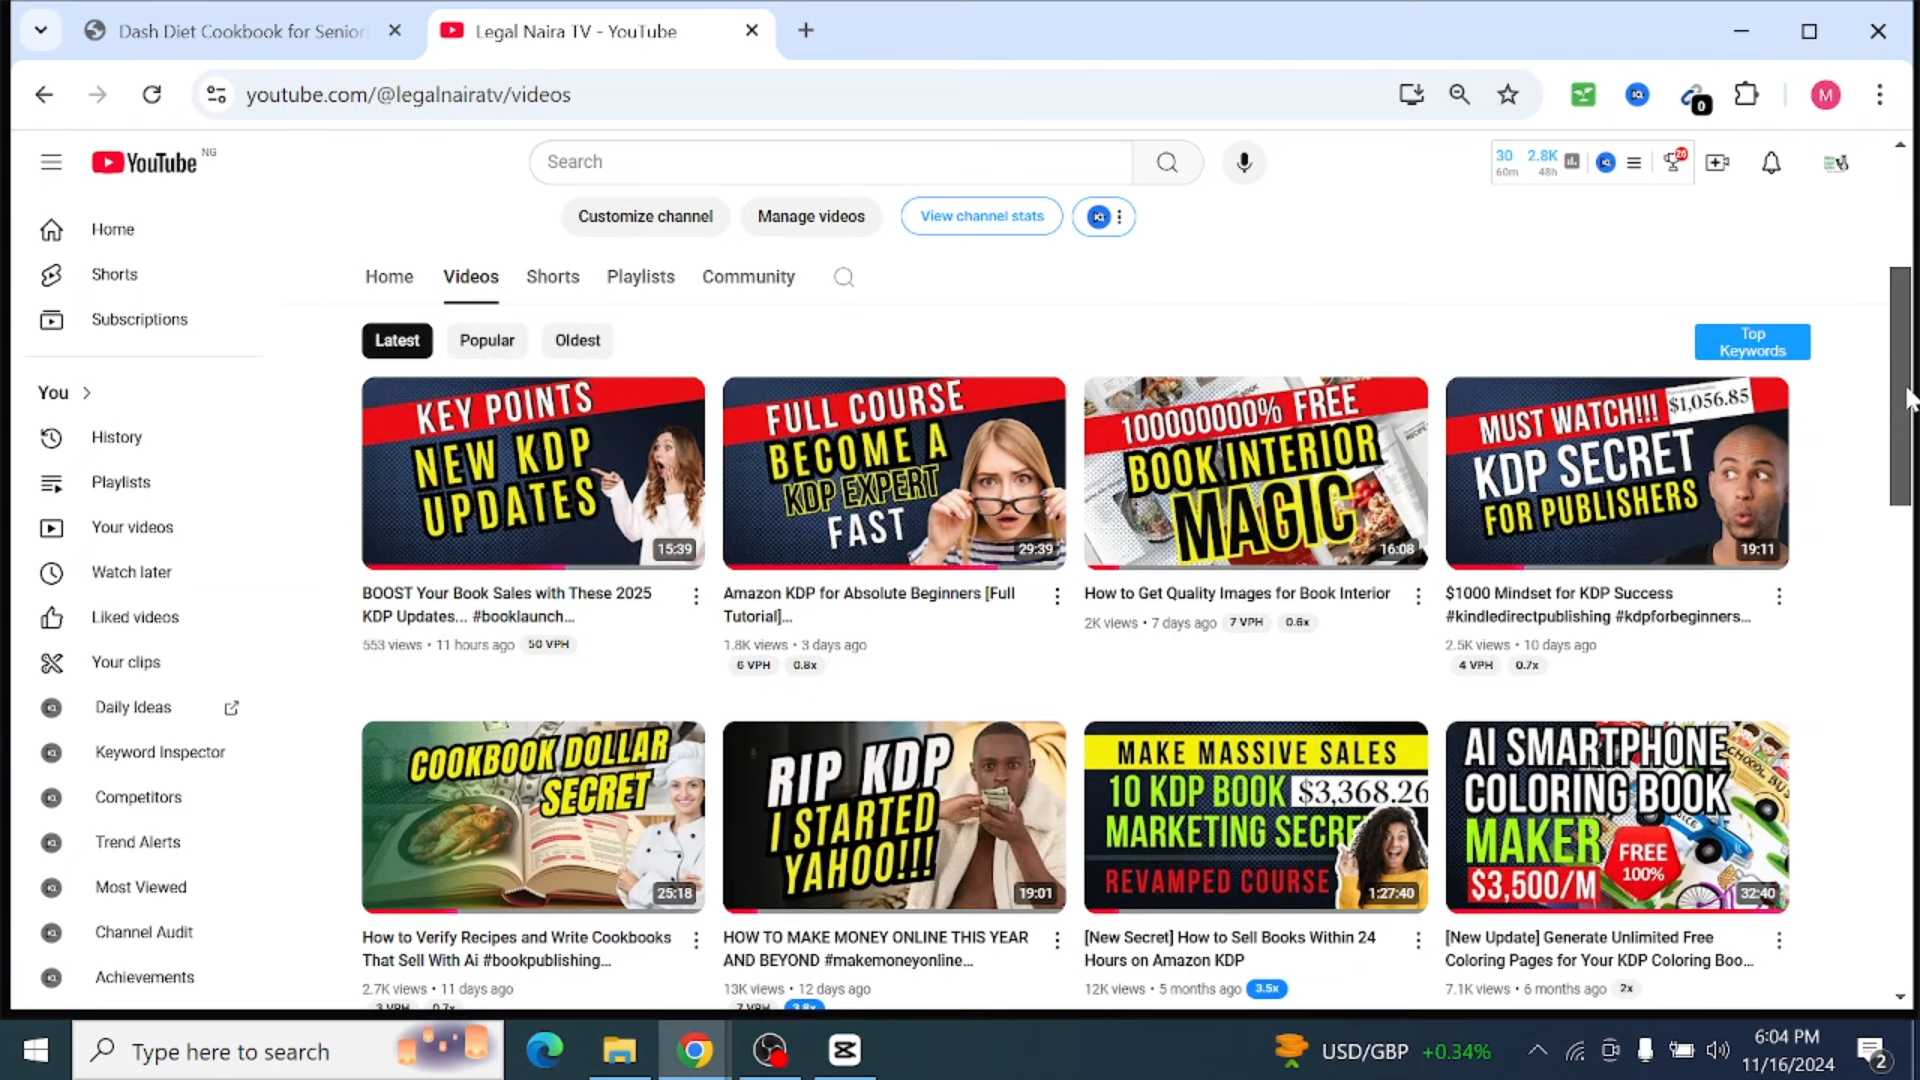 Dash Diet Cookbook for Senior
Legal Naira TV - YouTube
youtube.com/@legalnairatv/videos
0
M
YouTube NG
Search
30 2.8K
60m 48h
20
Customize channel
Manage videos
View channel stats
Home
Videos
Shorts
Playlists
Community
Latest
Popular
Oldest
Top
Keywords
Home
Shorts
Subscriptions
You
History
Playlists
Your videos
Watch later
Liked videos
Your clips
Daily Ideas
Keyword Inspector
Competitors
Trend Alerts
Most Viewed
Channel Audit
Achievements
KEY POINTS
NEW KDP
UPDATES
15:39
BOOST Your Book Sales with These 2025
KDP Updates... #booklaunch...
553 views • 11 hours ago 50 VPH
FULL COURSE
BECOME A
KDP EXPERT
FAST
29:39
Amazon KDP for Absolute Beginners [Full
Tutorial]...
1.8K views • 3 days ago
6 VPH 0.8x
10000000% FREE
BOOK INTERIOR
MAGIC
16:08
How to Get Quality Images for Book Interior
2K views • 7 days ago 7 VPH 0.6x
MUST WATCH!!! $1,056.85
KDP SECRET
FOR PUBLISHERS
19:11
$1000 Mindset for KDP Success
#kindledirectpublishing #kdpforbeginners...
2.5K views • 10 days ago
4 VPH 0.7x
COOKBOOK DOLLAR
SECRET
25:18
How to Verify Recipes and Write Cookbooks
That Sell With Ai #bookpublishing...
2.7K views • 11 days ago
3 VPH 0.7x
RIP KDP
I STARTED
YAHOO!!!
19:01
HOW TO MAKE MONEY ONLINE THIS YEAR
AND BEYOND #makemoneyonline...
13K views • 12 days ago
7 VPH 3.8x
MAKE MASSIVE SALES
10 KDP BOOK $3,368.26
MARKETING SECRE
REVAMPED COURSE
1:27:40
[New Secret] How to Sell Books Within 24
Hours on Amazon KDP
12K views • 5 months ago 3.5x
AI SMARTPHONE
COLORING BOOK
MAKER
FREE
100%
$3,500/M
SCHOOL BUS
32:40
[New Update] Generate Unlimited Free
Coloring Pages for Your KDP Coloring Boo...
7.1K views • 6 months ago 2x
Type here to search
USD/GBP +0.34%
6:04 PM
11/16/2024
2